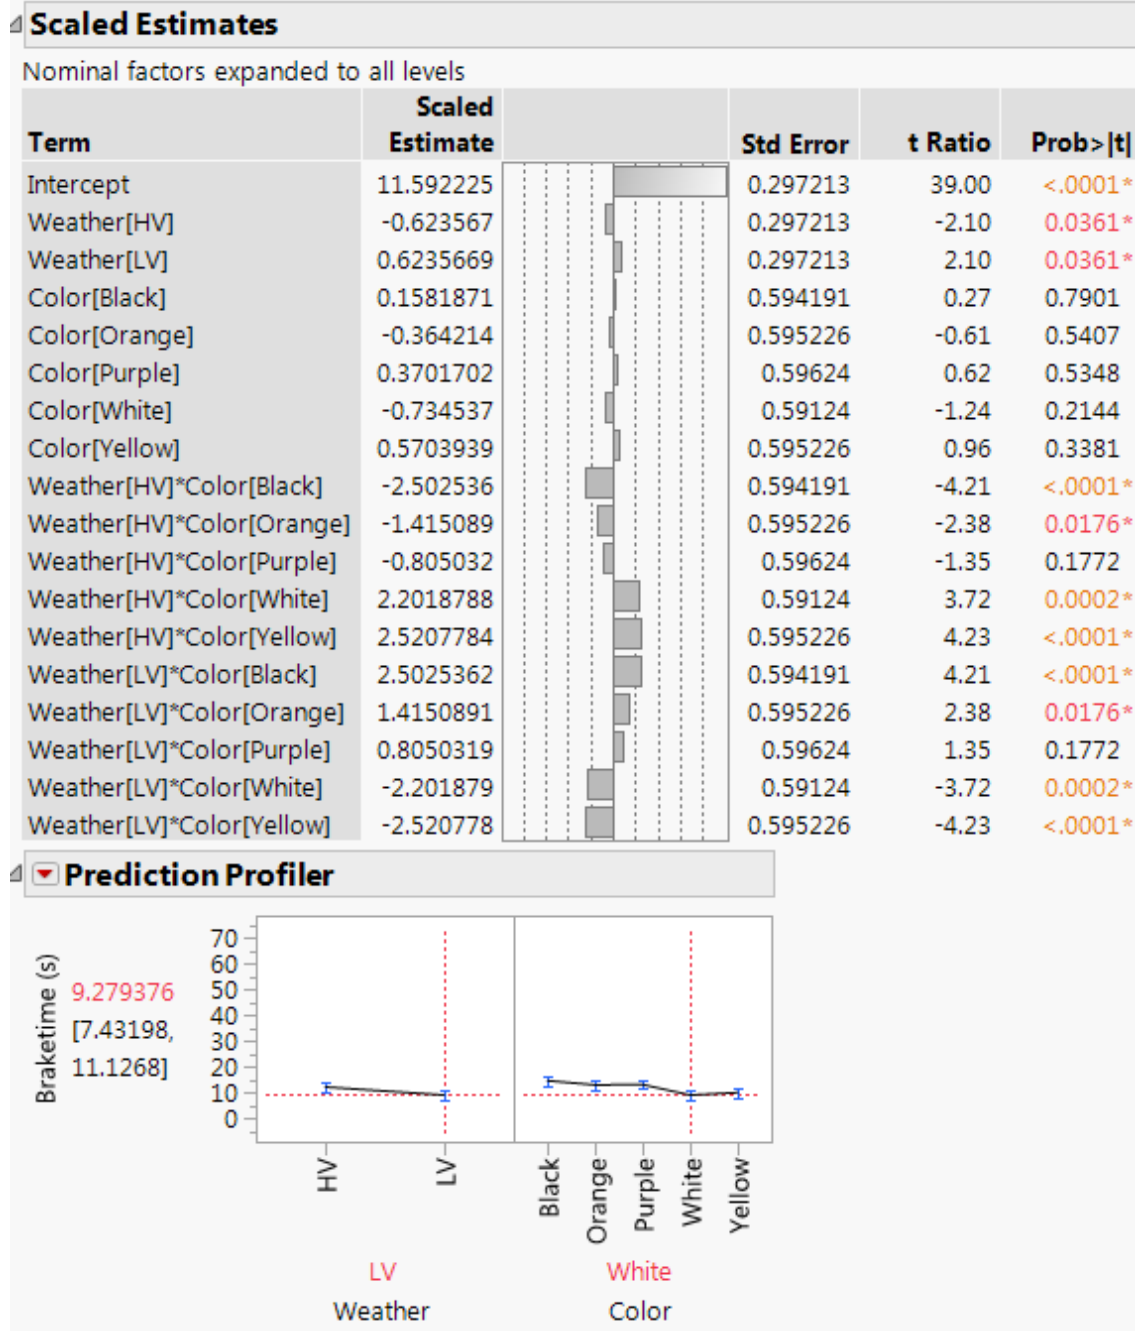 Scaled Estimates
Nominal factors expanded to all levels
Term Scaled Estimate Std Error t Ratio Prob>|t|
Intercept 11.592225 0.297213 39.00 <.0001*
Weather[HV] -0.623567 0.297213 -2.10 0.0361*
Weather[LV] 0.6235669 0.297213 2.10 0.0361*
Color[Black] 0.1581871 0.594191 0.27 0.7901
Color[Orange] -0.364214 0.595226 -0.61 0.5407
Color[Purple] 0.3701702 0.59624 0.62 0.5348
Color[White] -0.734537 0.59124 -1.24 0.2144
Color[Yellow] 0.5703939 0.595226 0.96 0.3381
Weather[HV]*Color[Black] -2.502536 0.594191 -4.21 <.0001*
Weather[HV]*Color[Orange] -1.415089 0.595226 -2.38 0.0176*
Weather[HV]*Color[Purple] -0.805032 0.59624 -1.35 0.1772
Weather[HV]*Color[White] 2.2018788 0.59124 3.72 0.0002*
Weather[HV]*Color[Yellow] 2.5207784 0.595226 4.23 <.0001*
Weather[LV]*Color[Black] 2.5025362 0.594191 4.21 <.0001*
Weather[LV]*Color[Orange] 1.4150891 0.595226 2.38 0.0176*
Weather[LV]*Color[Purple] 0.8050319 0.59624 1.35 0.1772
Weather[LV]*Color[White] -2.201879 0.59124 -3.72 0.0002*
Weather[LV]*Color[Yellow] -2.520778 0.595226 -4.23 <.0001*
Prediction Profiler
Braketime (s)
9.279376
[7.43198,
11.1268]
70
60
50
40
30
20
10
0
HV LV Black Orange Purple White Yellow
LV White
Weather Color